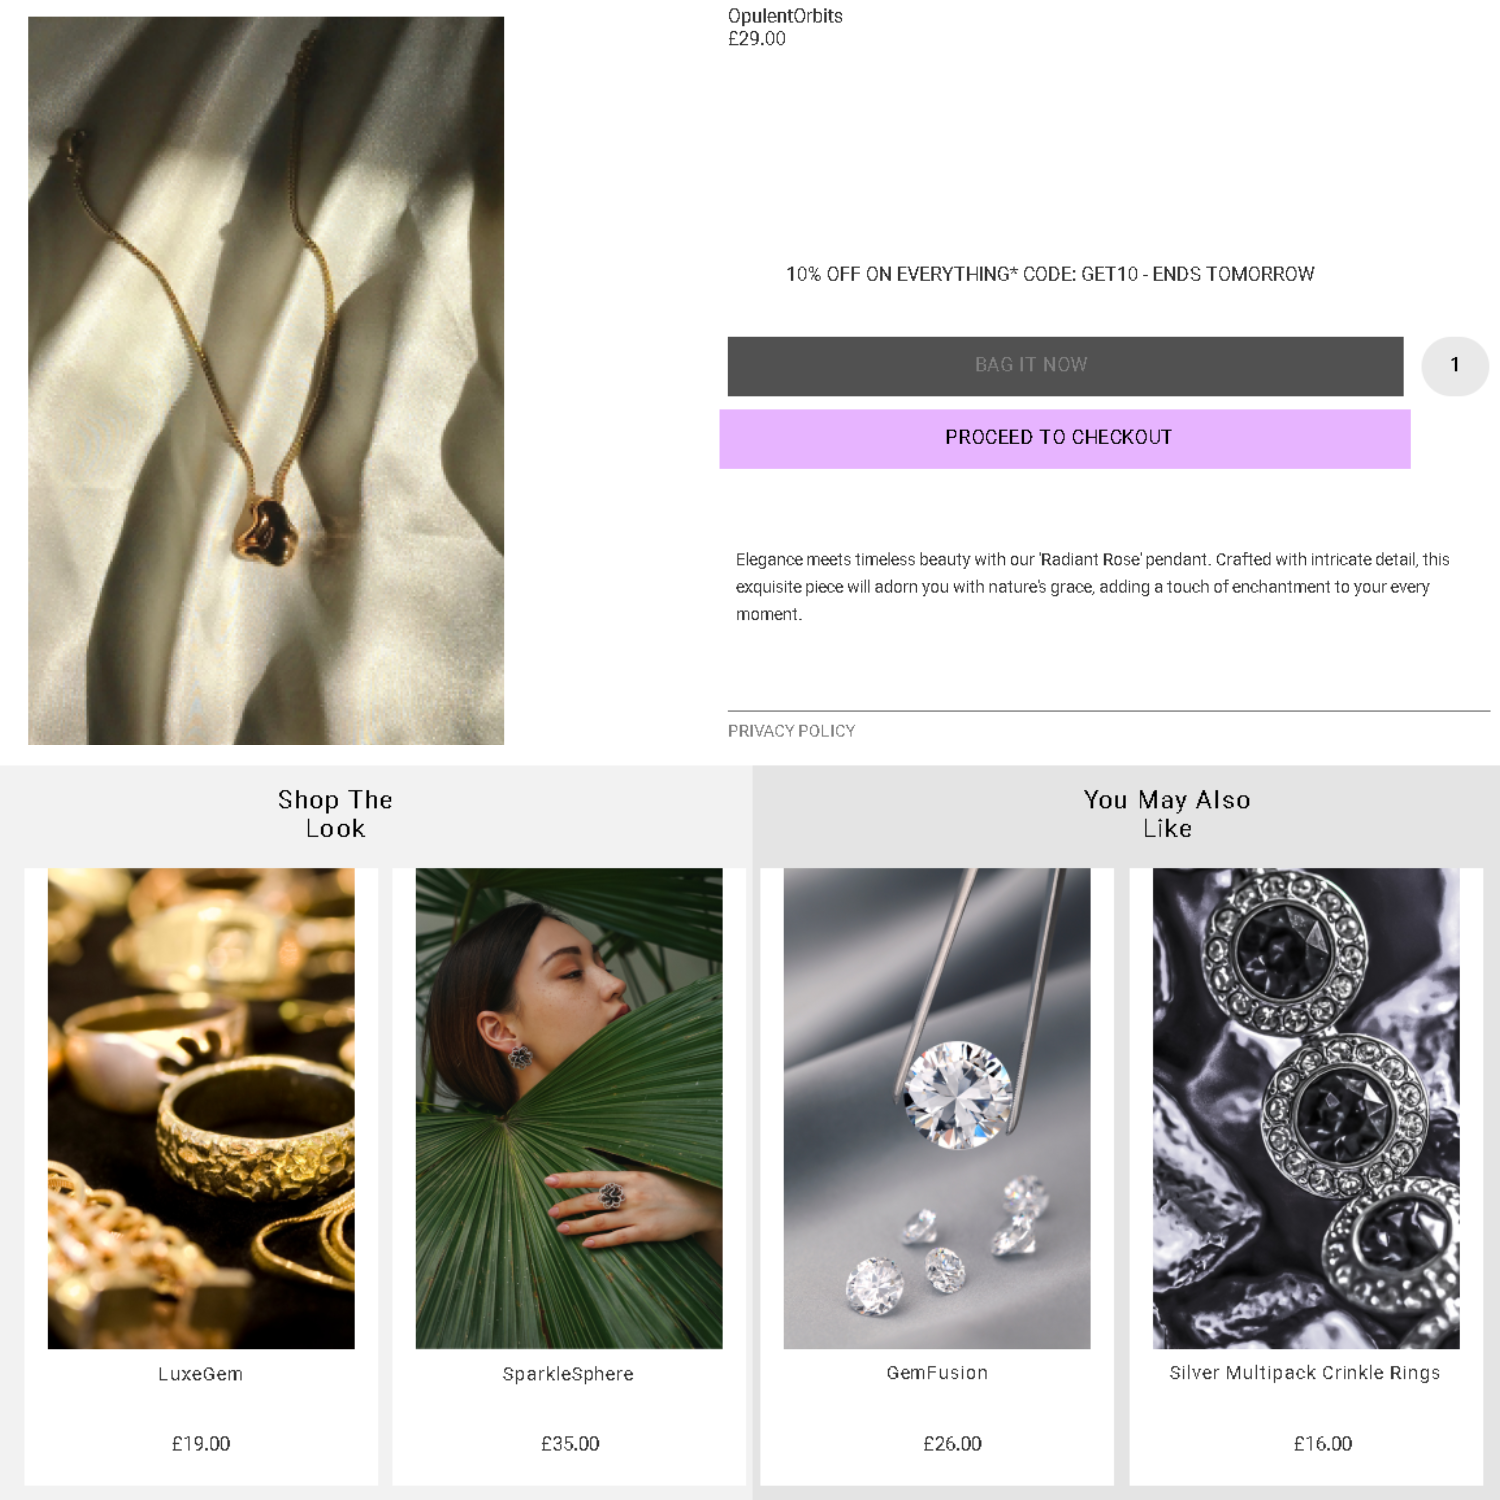 OpulentOrbits
£29.00
10% OFF ON EVERYTHING* CODE: GET10 - ENDS TOMORROW
BAG IT NOW
1
PROCEED TO CHECKOUT
Elegance meets timeless beauty with our 'Radiant Rose' pendant. Crafted with intricate detail, this
exquisite piece will adorn you with nature's grace, adding a touch of enchantment to your every
moment.
PRIVACY POLICY
Shop The
Look
LuxeGem
£19.00
SparkleSphere
£35.00
You May Also
Like
GemFusion
£26.00
Silver Multipack Crinkle Rings
£16.00